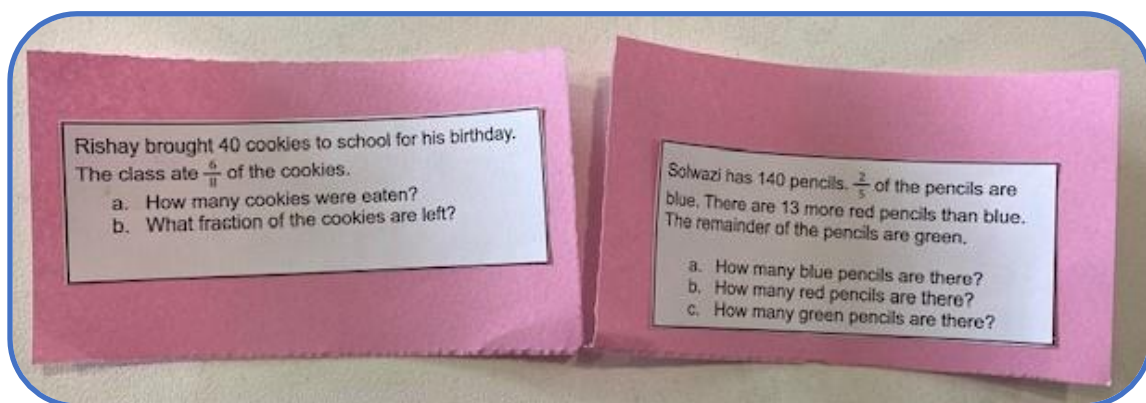 Rishay brought 40 cookies to school for his birthday.
The class ate 6/11 of the cookies.
a. How many cookies were eaten?
b. What fraction of the cookies are left?
Solwazi has 140 pencils. 2/5 of the pencils are
blue. There are 13 more red pencils than blue.
The remainder of the pencils are green.
a. How many blue pencils are there?
b. How many red pencils are there?
c. How many green pencils are there?